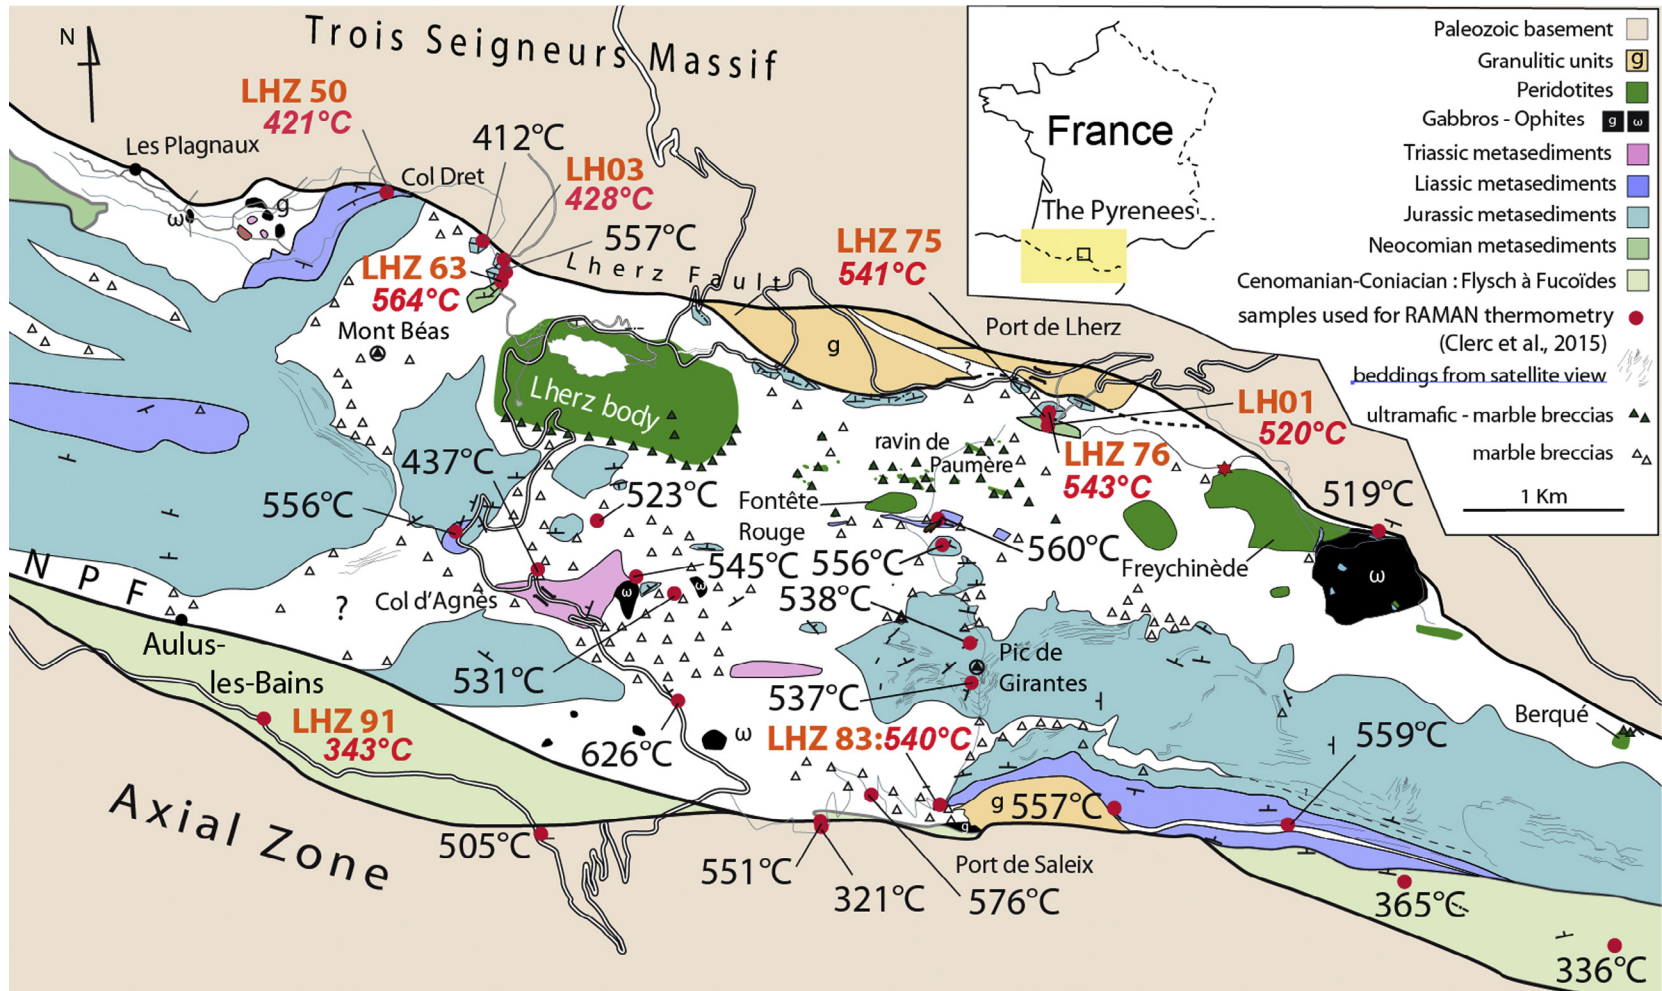 N
Trois Seigneurs Massif
LHZ 50
421°C
Les Plagnaux
Col Dret
412°C
LH03
428°C
557°C
LHZ 63
564°C
Lherz Fault
LHZ 75
541°C
ω
g
Mont Béas
g
Port de Lherz
?
Lherz body
LH01
520°C
LHZ 76
543°C
ravin de
Paumère
437°C
556°C
523°C
Fontête
Rouge
519°C
545°C
556°C
560°C
Freychinède
ω
538°C
N P F
?
Col d'Agnès
ω
ω
Aulus-
les-Bains
531°C
Pic de
Girantes
537°C
LHZ 91
343°C
626°C
ω
LHZ 83:540°C
559°C
Berqué
g
557°C
g
Axial Zone
505°C
551°C
321°C
Port de Saleix
576°C
365°C
336°C
France
The Pyrenees
Paleozoic basement
Granulitic units
g
Peridotites
Gabbros - Ophites
g
ω
Triassic metasediments
Liassic metasediments
Jurassic metasediments
Neocomian metasediments
Cenomanian-Coniacian : Flysch à Fucoïdes
samples used for RAMAN thermometry
(Clerc et al., 2015)
beddings from satellite view
ultramafic - marble breccias
marble breccias
1 Km